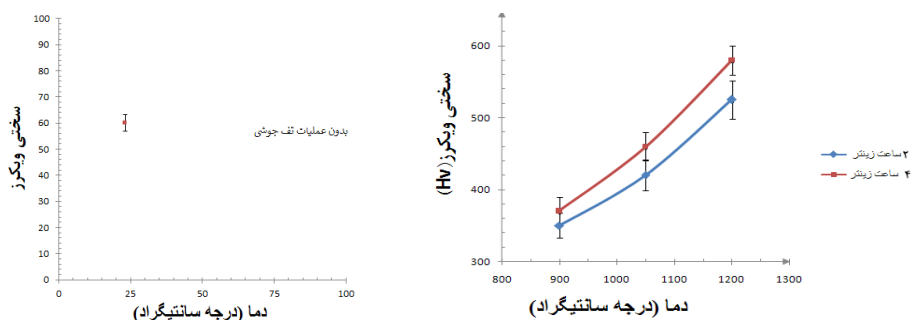 100
90
80
70
60
50
40
30
20
10
0
0 25 50 75 100
سختی ویکرز
دما (درجه سانتیگراد)
بدون عملیات تف جوشی
600
500
400
300
800 900 1000 1100 1200 1300
سختی ویکرز(Hv)
دما (درجه سانتیگراد)
۲ ساعت زینتر
۴ ساعت زینتر